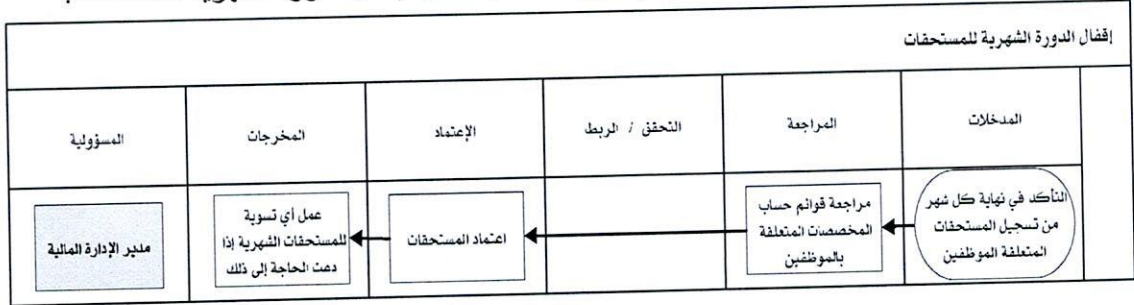 إقفال الدورة الشهرية للمستحقات
المدخلات
المراجعة
التحقق / الربط
الإعتماد
المخرجات
المسؤولية
التأكد في نهاية كل شهر
من تسجيل المستحقات
المتعلقة الموظفين
مراجعة قوائم حساب
المخصصات المتعلقة
بالموظفين
اعتماد المستحقات
عمل أي تسوية
للمستحقات الشهرية إذا
دعت الحاجة إلى ذلك
مدير الإدارة المالية